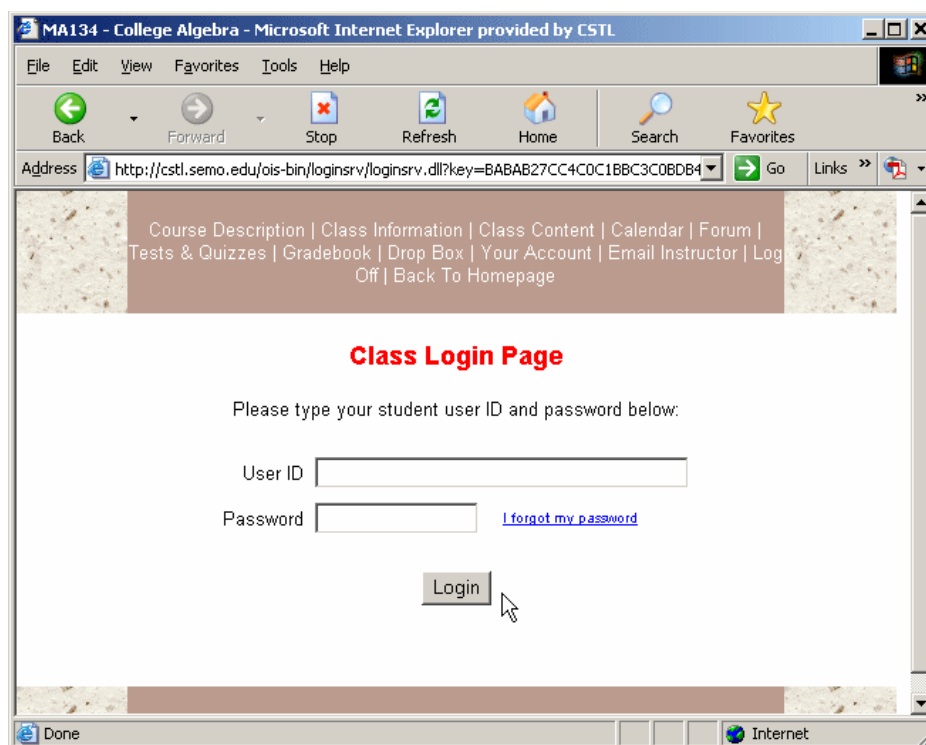 MA134 - College Algebra - Microsoft Internet Explorer provided by CSTL
File Edit View Favorites Tools Help
Back Forward Stop Refresh Home Search Favorites »
Address http://cstl.semo.edu/ois-bin/loginsrv/loginsrv.dll?key=BABAB27CC4C0C1BBC3C0BDB4 Go Links »
Course Description | Class Information | Class Content | Calendar | Forum |
Tests & Quizzes | Gradebook | Drop Box | Your Account | Email Instructor | Log
Off | Back To Homepage
Class Login Page
Please type your student user ID and password below:
User ID
Password I forgot my password
Login
Done Internet